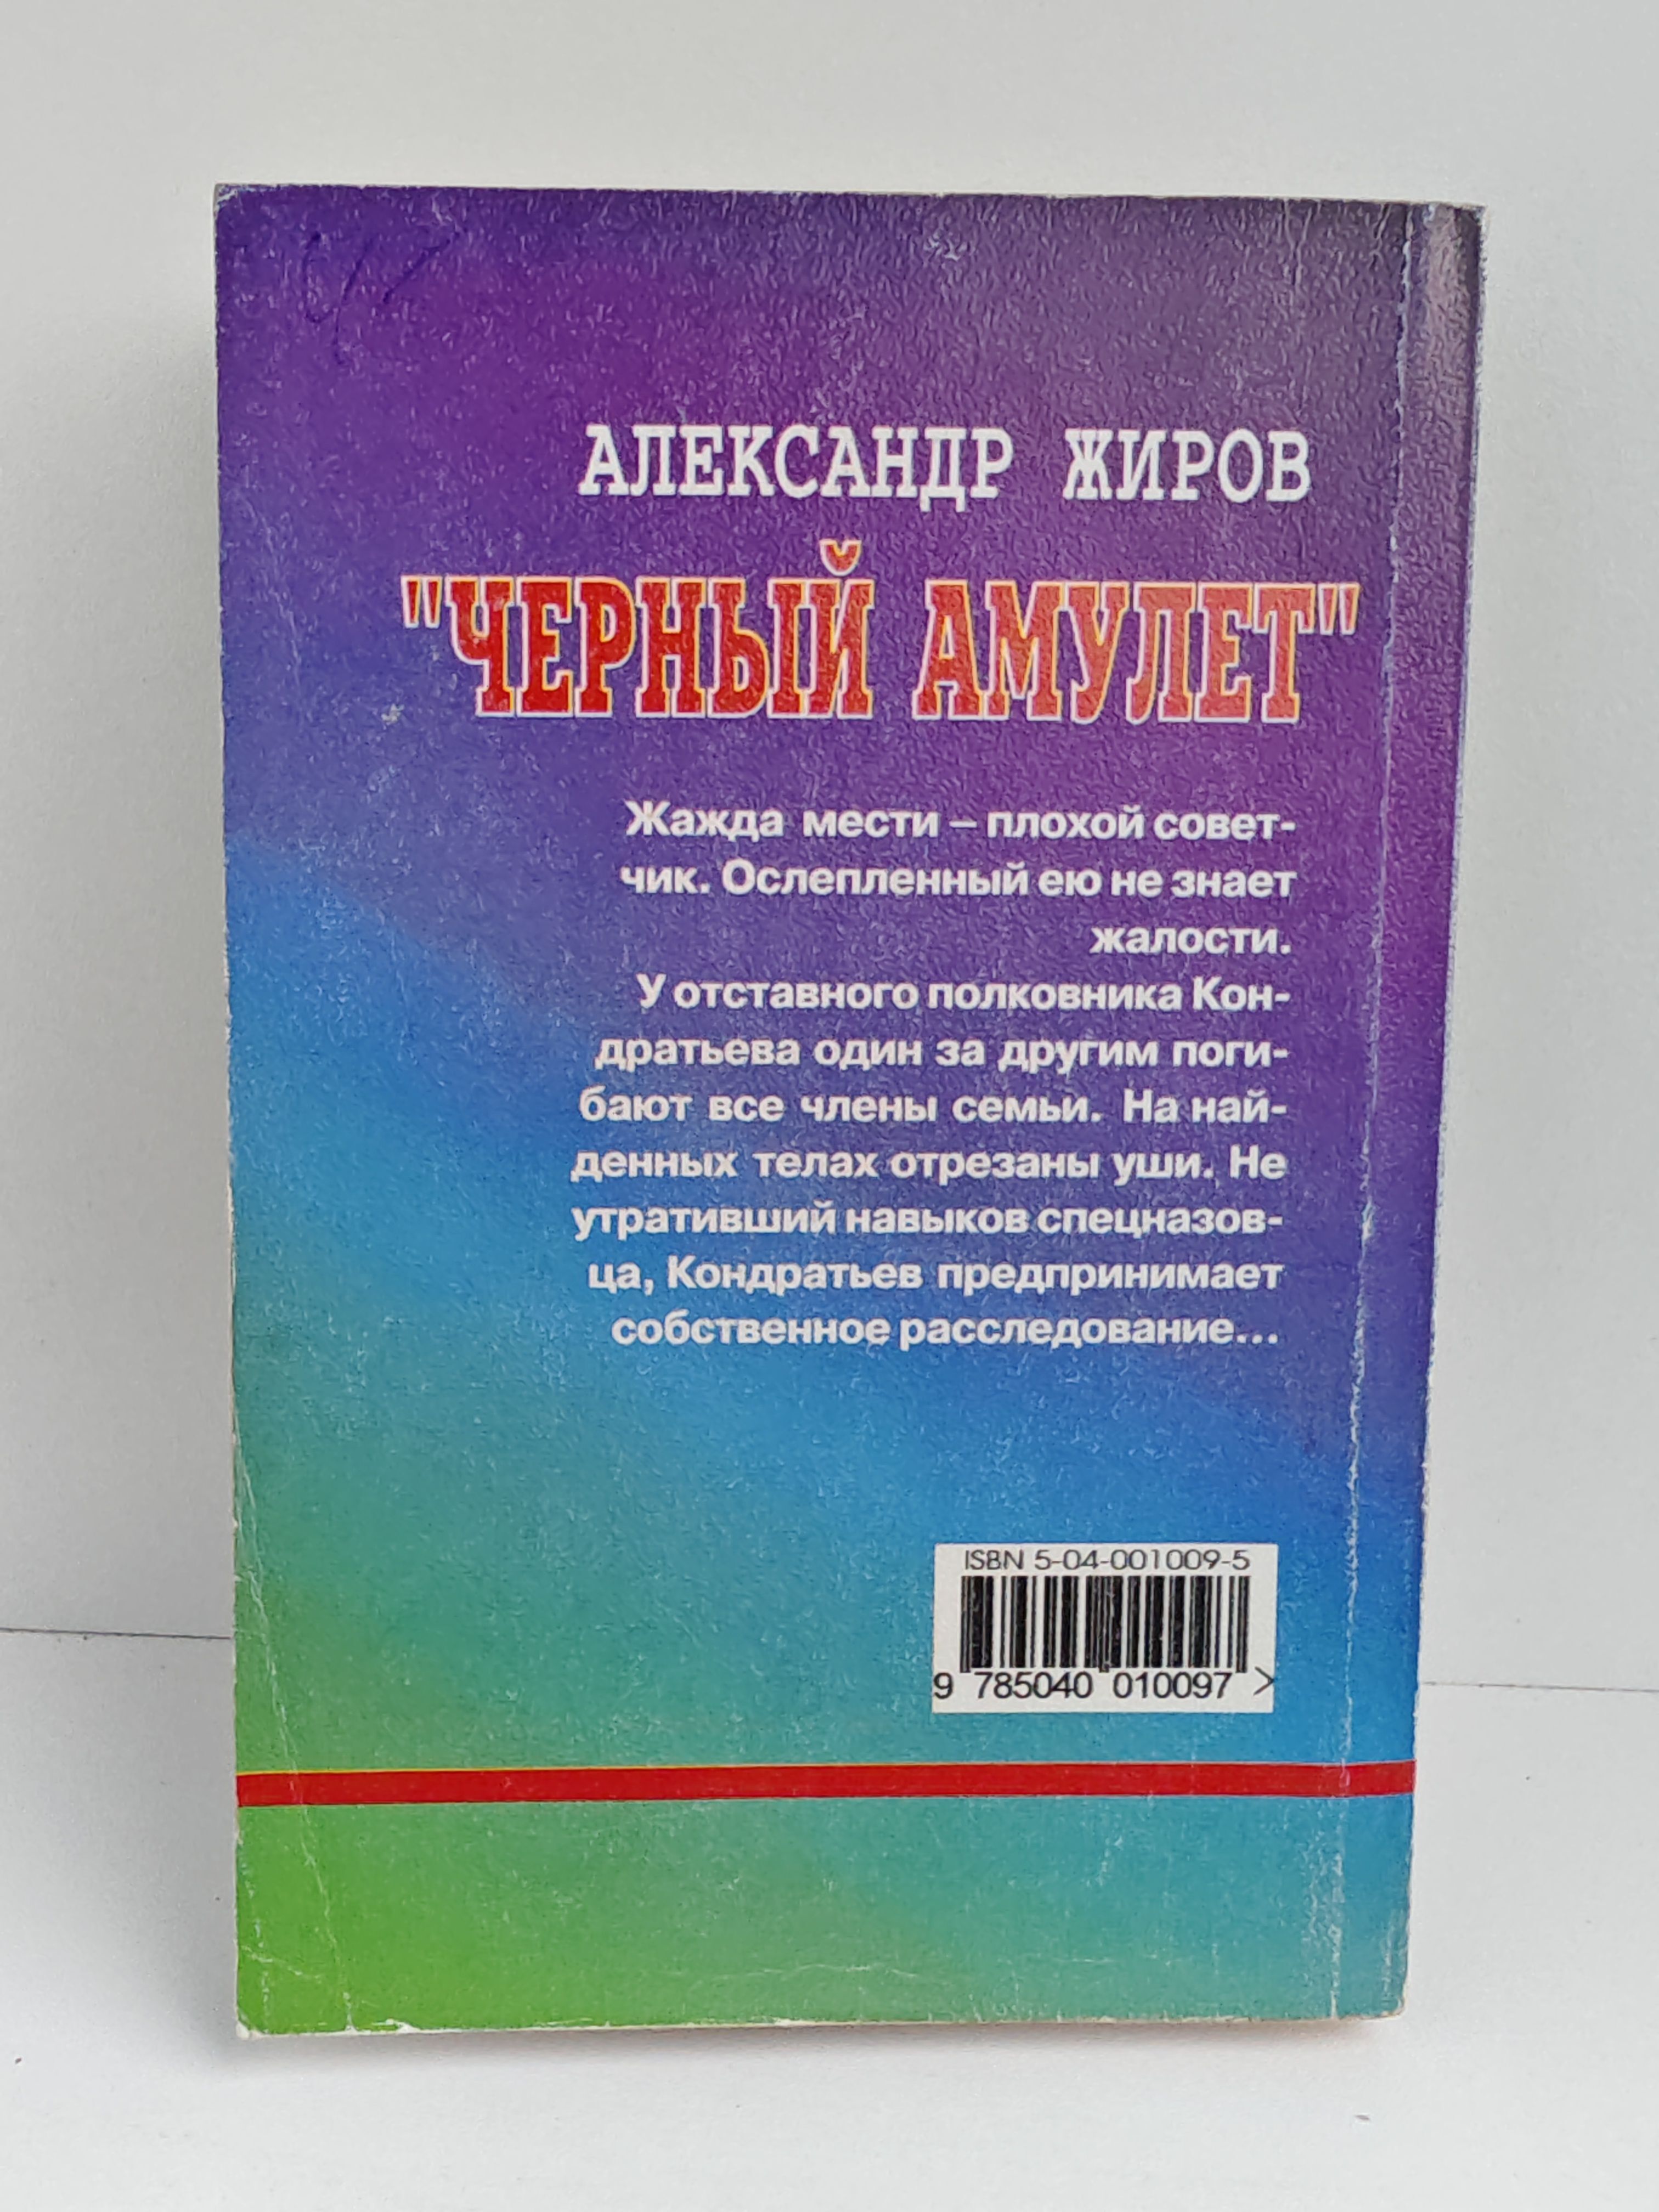 АЛЕКСАНДР ЖИРОВ
"ЧЕРНЫЙ АМУЛЕТ"
Жажда мести – плохой совет-
чик. Ослепленный ею не знает
жалости.
У отставного полковника Кон-
дратьева один за другим поги-
бают все члены семьи. На най-
денных телах отрезаны уши. Не
утративший навыков спецназов-
ца, Кондратьев предпринимает
собственное расследование...
ISBN 5-04-001009-5
9 785040 010097 >